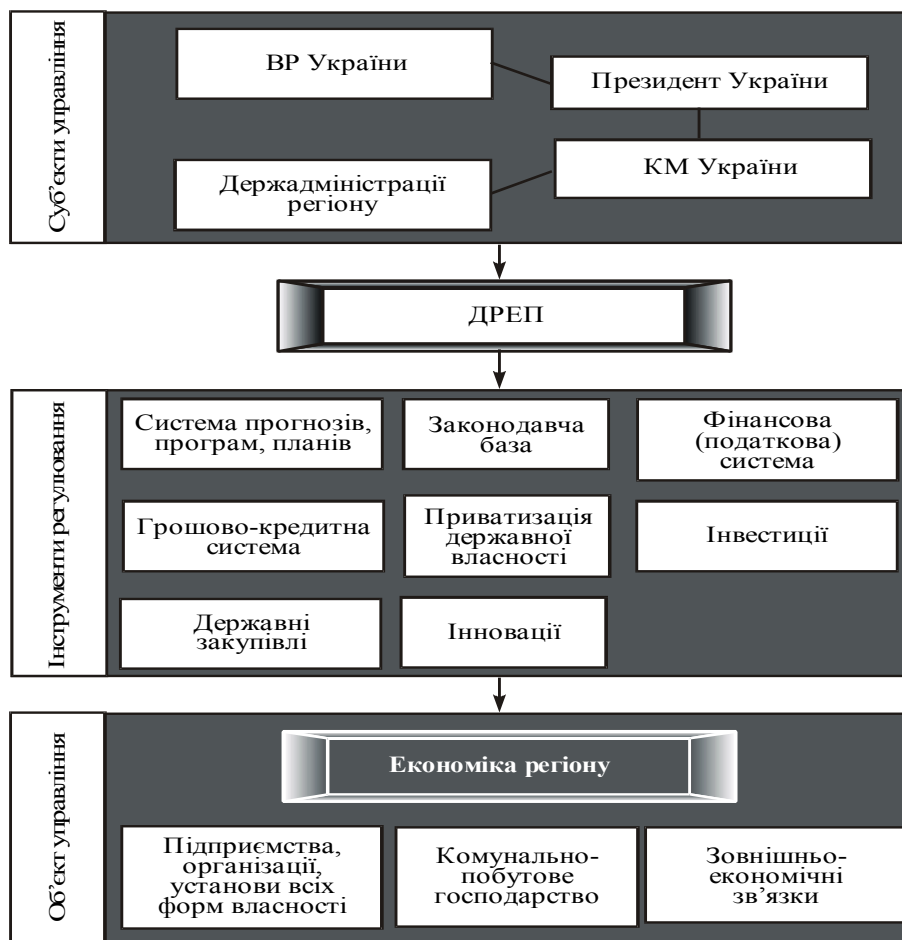 Суб’єкти управління
ВР України
Президент України
КМ України
Держадміністрації
регіону
ДРЕП
Інструменти регулювання
Система прогнозів,
програм, планів
Законодавча
база
Фінансова
(податкова)
система
Грошово-кредитна
система
Приватизація
державної
власності
Інвестиції
Державні
закупівлі
Інновації
Об’єкт управління
Економіка регіону
Підприємства,
організації,
установи всіх
форм власності
Комунально-
побутове
господарство
Зовнішньо-
економічні
зв’язки